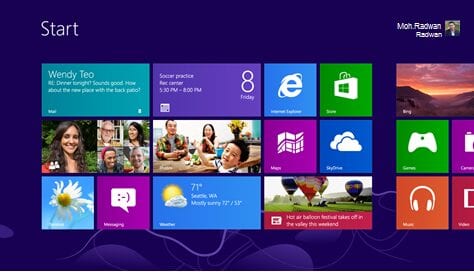 Start
Moh.Radwan
Radwan
Wendy Teo
RE: Dinner tonight? Sounds good. How
about the new place with the back patio?
Mail
8
Soccer practice
Rec center
5:30 PM – 8:00 PM
8
Friday
Internet Explorer
Store
Bing
Photos
Maps
SkyDrive
Games
Messaging
Weather
71°
Seattle, WA
Mostly sunny 72° / 53°
Hot air balloon festival takes off in
the valley this weekend
Music
Video